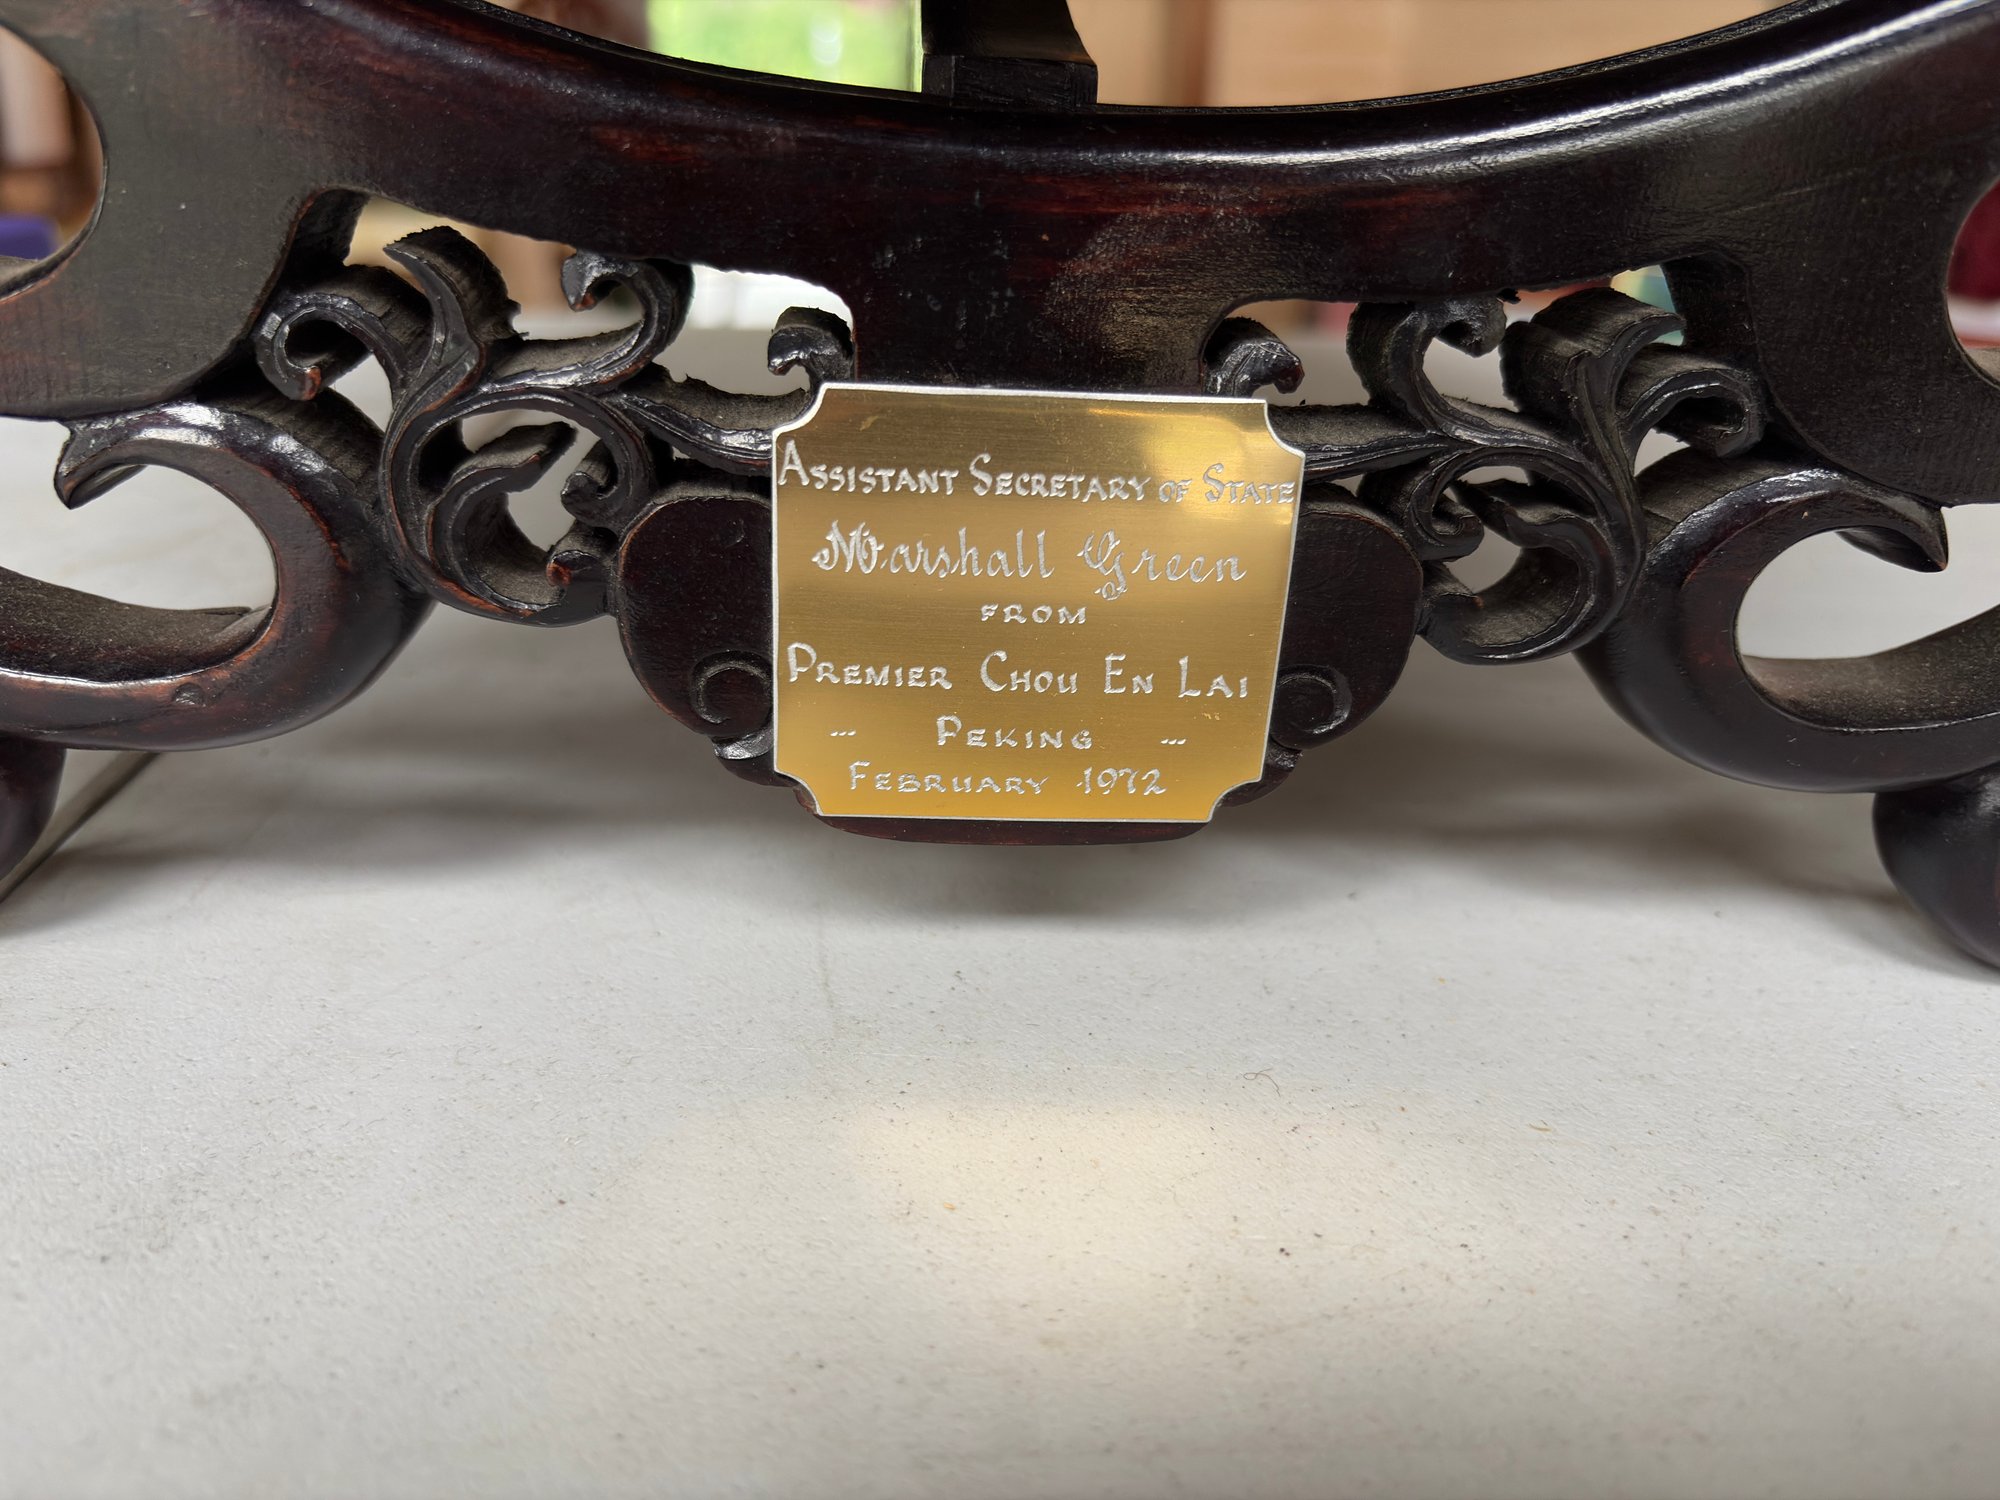 ASSISTANT SECRETARY OF STATE
Marshall Green
FROM
PREMIER CHOU EN LAI
-- PEKING --
FEBRUARY 1972